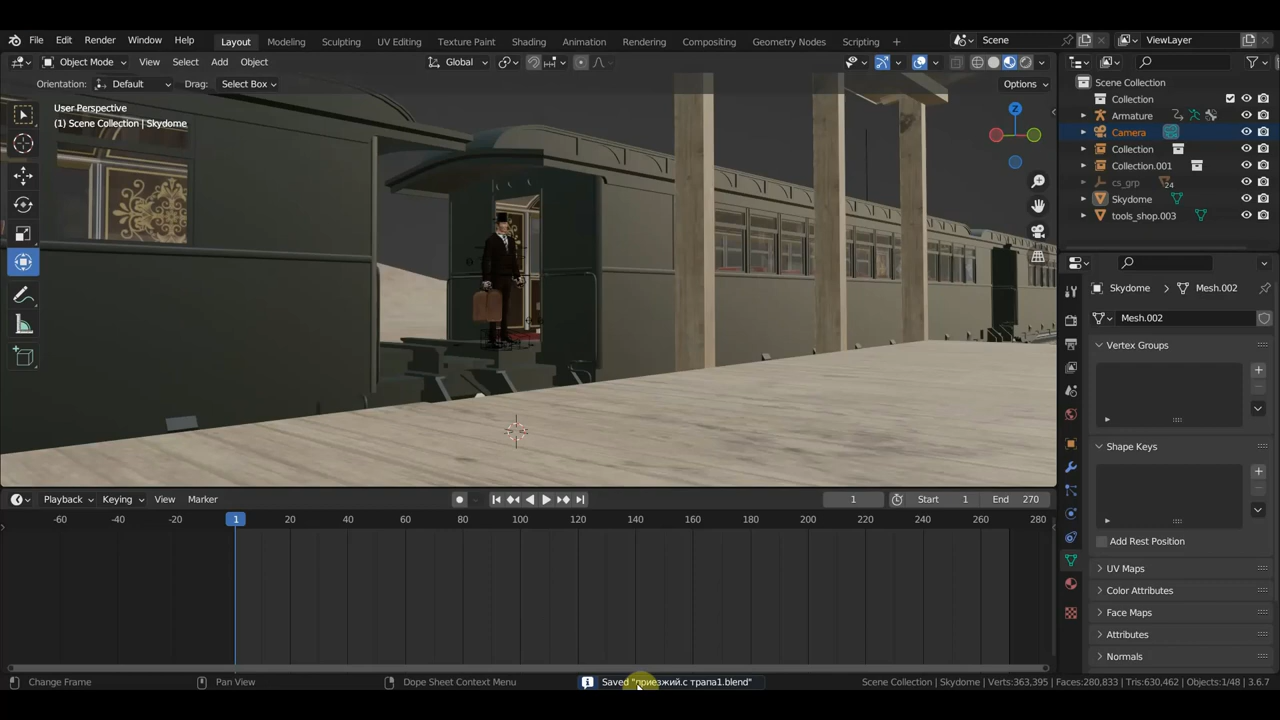 File Edit Render Window Help Layout Modeling Sculpting UV Editing Texture Paint Shading Animation Rendering Compositing Geometry Nodes Scripting + Scene ViewLayer
Object Mode View Select Add Object Global Options
Orientation: Default Drag: Select Box
User Perspective
(1) Scene Collection | Skydome
Z
Scene Collection
Collection
Armature
Camera
Collection
Collection.001
cs_grp 24
Skydome
tools_shop.003
Skydome > Mesh.002
Mesh.002
Vertex Groups
Shape Keys
Add Rest Position
UV Maps
Color Attributes
Face Maps
Attributes
Normals
Playback Keying View Marker 1 Start 1 End 270
-60 -40 -20 1 20 40 60 80 100 120 140 160 180 200 220 240 260 280
Change Frame Pan View Dope Sheet Context Menu Saved "приезжий.с трапа1.blend" Scene Collection | Skydome | Verts:363,395 | Faces:280,833 | Tris:630,462 | Objects:1/48 | 3.6.7